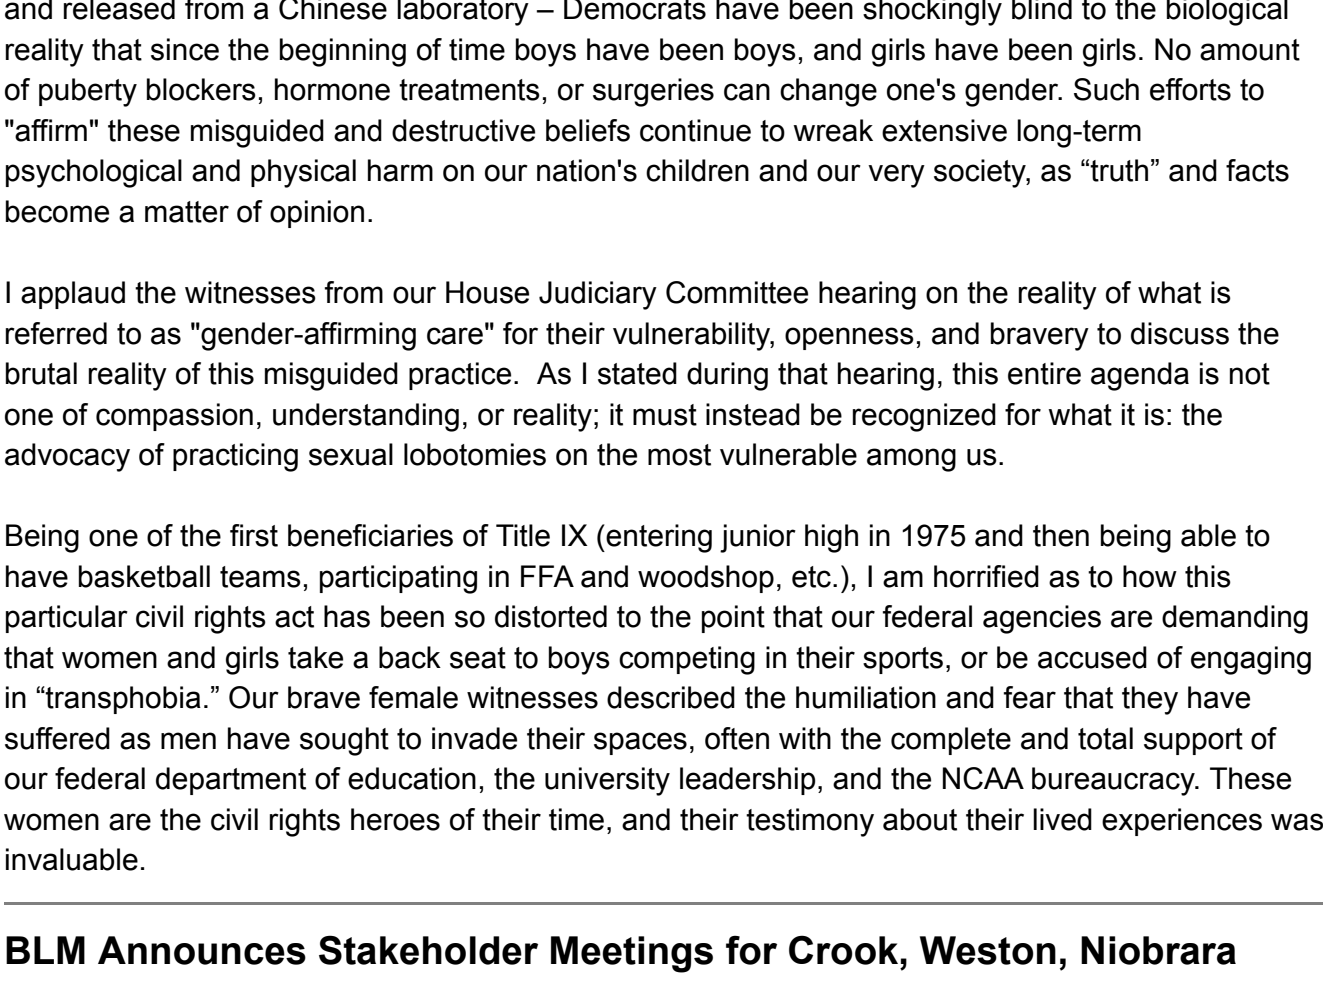 and released from a Chinese laboratory – Democrats have been shockingly blind to the biological
reality that since the beginning of time boys have been boys, and girls have been girls. No amount
of puberty blockers, hormone treatments, or surgeries can change one's gender. Such efforts to
"affirm" these misguided and destructive beliefs continue to wreak extensive long-term
psychological and physical harm on our nation's children and our very society, as “truth” and facts
become a matter of opinion.
I applaud the witnesses from our House Judiciary Committee hearing on the reality of what is
referred to as "gender-affirming care" for their vulnerability, openness, and bravery to discuss the
brutal reality of this misguided practice.  As I stated during that hearing, this entire agenda is not
one of compassion, understanding, or reality; it must instead be recognized for what it is: the
advocacy of practicing sexual lobotomies on the most vulnerable among us.
Being one of the first beneficiaries of Title IX (entering junior high in 1975 and then being able to
have basketball teams, participating in FFA and woodshop, etc.), I am horrified as to how this
particular civil rights act has been so distorted to the point that our federal agencies are demanding
that women and girls take a back seat to boys competing in their sports, or be accused of engaging
in “transphobia.” Our brave female witnesses described the humiliation and fear that they have
suffered as men have sought to invade their spaces, often with the complete and total support of
our federal department of education, the university leadership, and the NCAA bureaucracy. These
women are the civil rights heroes of their time, and their testimony about their lived experiences was
invaluable.
BLM Announces Stakeholder Meetings for Crook, Weston, Niobrara